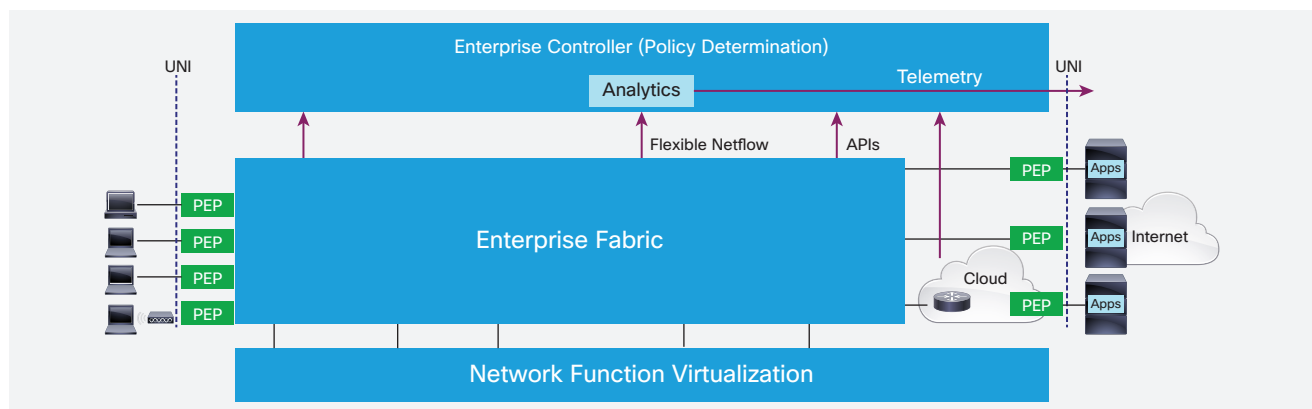 Enterprise Controller (Policy Determination)
UNI
UNI
Telemetry
Analytics
Flexible Netflow
APIs
PEP
Apps
PEP
PEP
Enterprise Fabric
PEP
Apps
Internet
PEP
Cloud
PEP
PEP
Apps
Network Function Virtualization